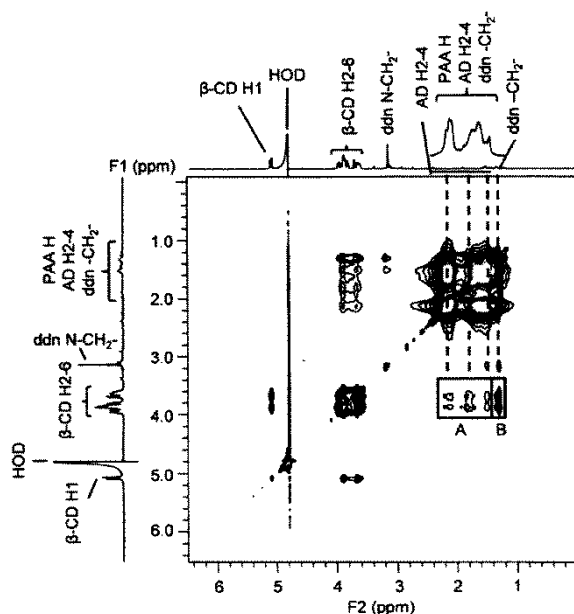 β-CD H1
HOD
β-CD H2-6
ddn N-CH₂-
AD H2-4
PAA H
AD H2-4
ddn -CH₂-
ddn -CH₂-
F1 (ppm)
PAA H
AD H2-4
ddn -CH₂-
ddn N-CH₂-
β-CD H2-6
HOD
β-CD H1
1.0
2.0
3.0
4.0
5.0
6.0
A
B
6
5
4
3
2
1
F2 (ppm)